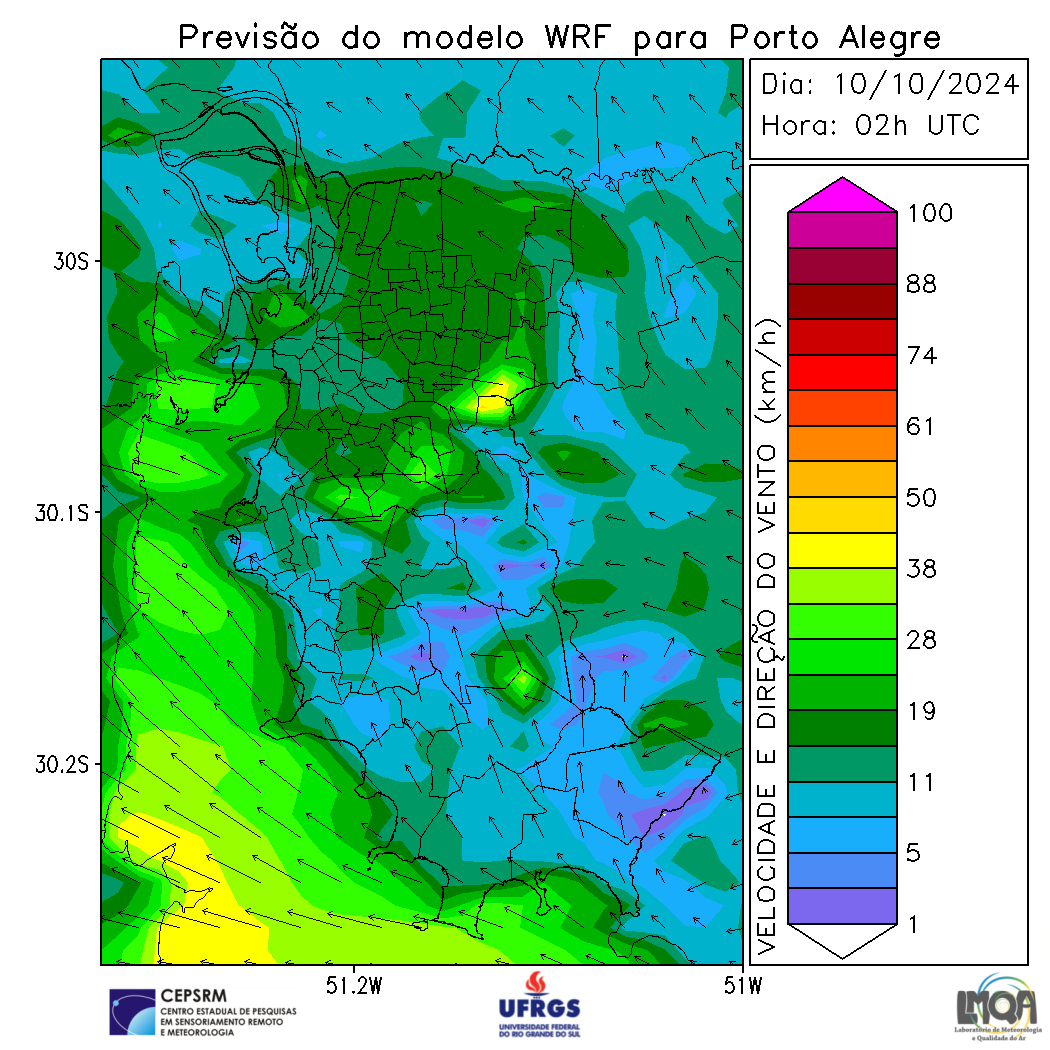 Previsão do modelo WRF para Porto Alegre
Dia: 10/10/2024
Hora: 02h UTC
30S
30.1S
30.2S
51.2W
51W
VELOCIDADE E DIREÇÃO DO VENTO (km/h)
100
88
74
61
50
38
28
19
11
5
1
CEPSRM
CENTRO ESTADUAL DE PESQUISAS
EM SENSORIAMENTO REMOTO
E METEOROLOGIA
UFRGS
UNIVERSIDADE FEDERAL
DO RIO GRANDE DO SUL
LMQA
Laboratório de Meteorologia
e Qualidade do Ar